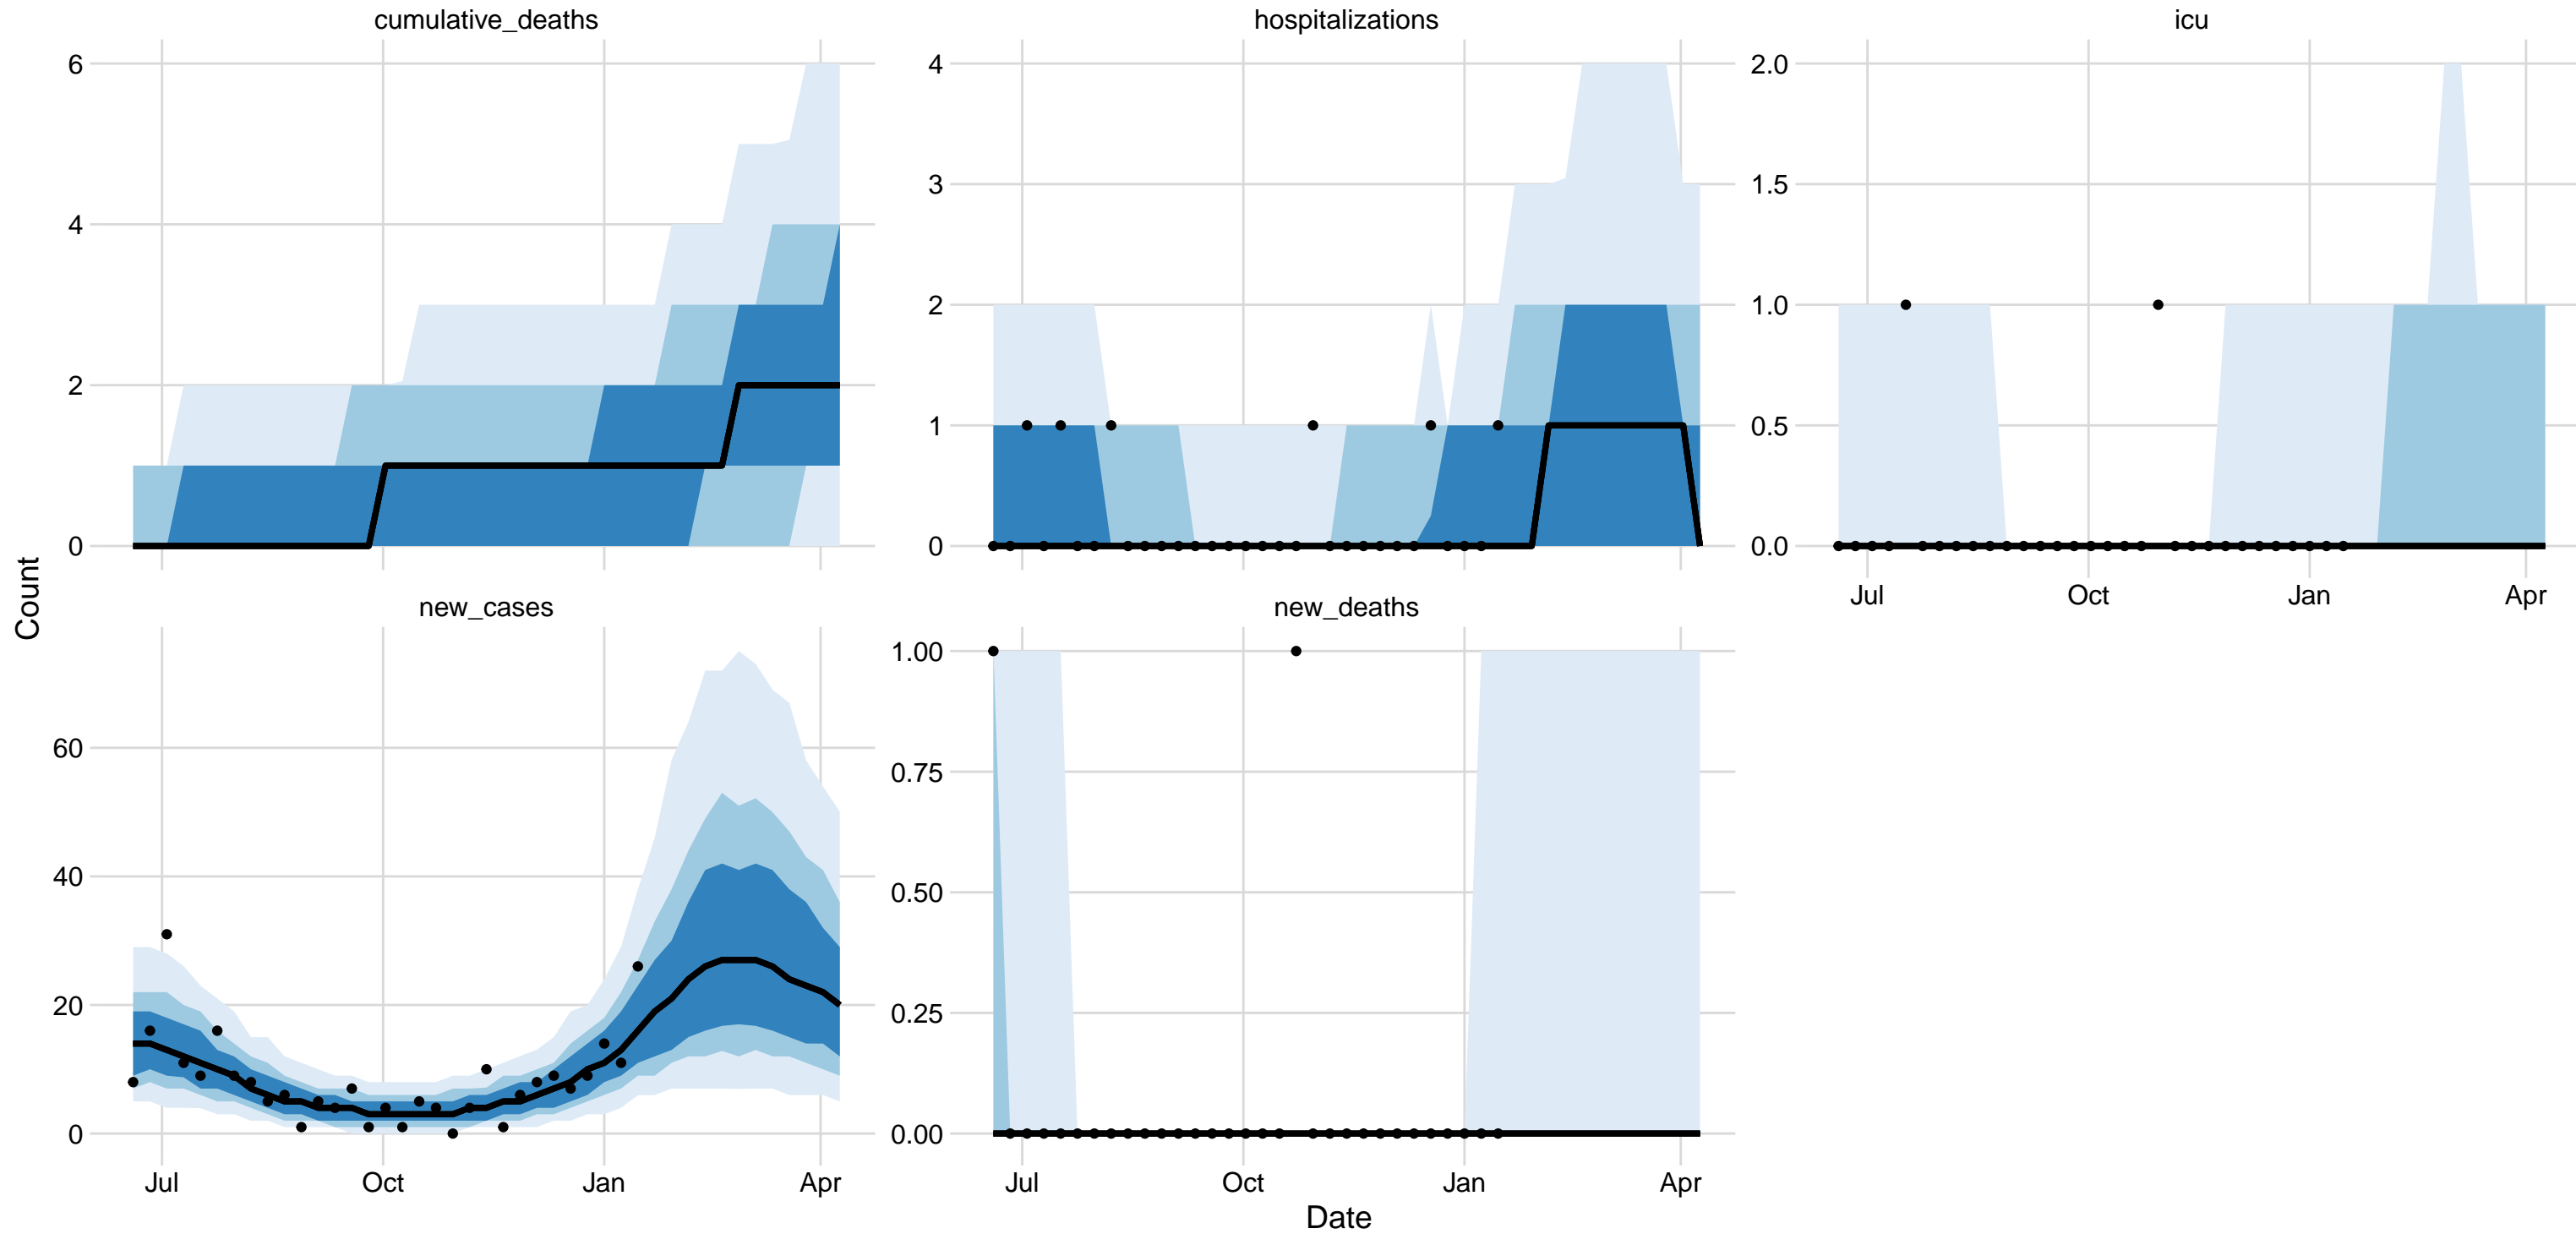 cumulative_deaths
hospitalizations
icu
6
4
2
0
4
3
2
1
0
2.0
1.5
1.0
0.5
0.0
Jul Oct Jan Apr
Count
new_cases
new_deaths
60
40
20
0
1.00
0.75
0.50
0.25
0.00
Jul Oct Jan Apr
Jul Oct Jan Apr
Date